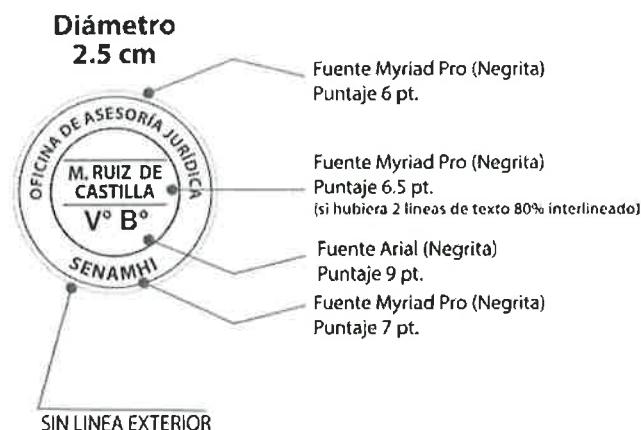 Diámetro
2.5 cm
Fuente Myriad Pro (Negrita)
Puntaje 6 pt.
OFICINA DE ASESORÍA JURÍDICA
M. RUIZ DE
CASTILLA
V° B°
SENAMHI
Fuente Myriad Pro (Negrita)
Puntaje 6.5 pt.
(si hubiera 2 lineas de texto 80% interlineado)
Fuente Arial (Negrita)
Puntaje 9 pt.
Fuente Myriad Pro (Negrita)
Puntaje 7 pt.
SIN LINEA EXTERIOR